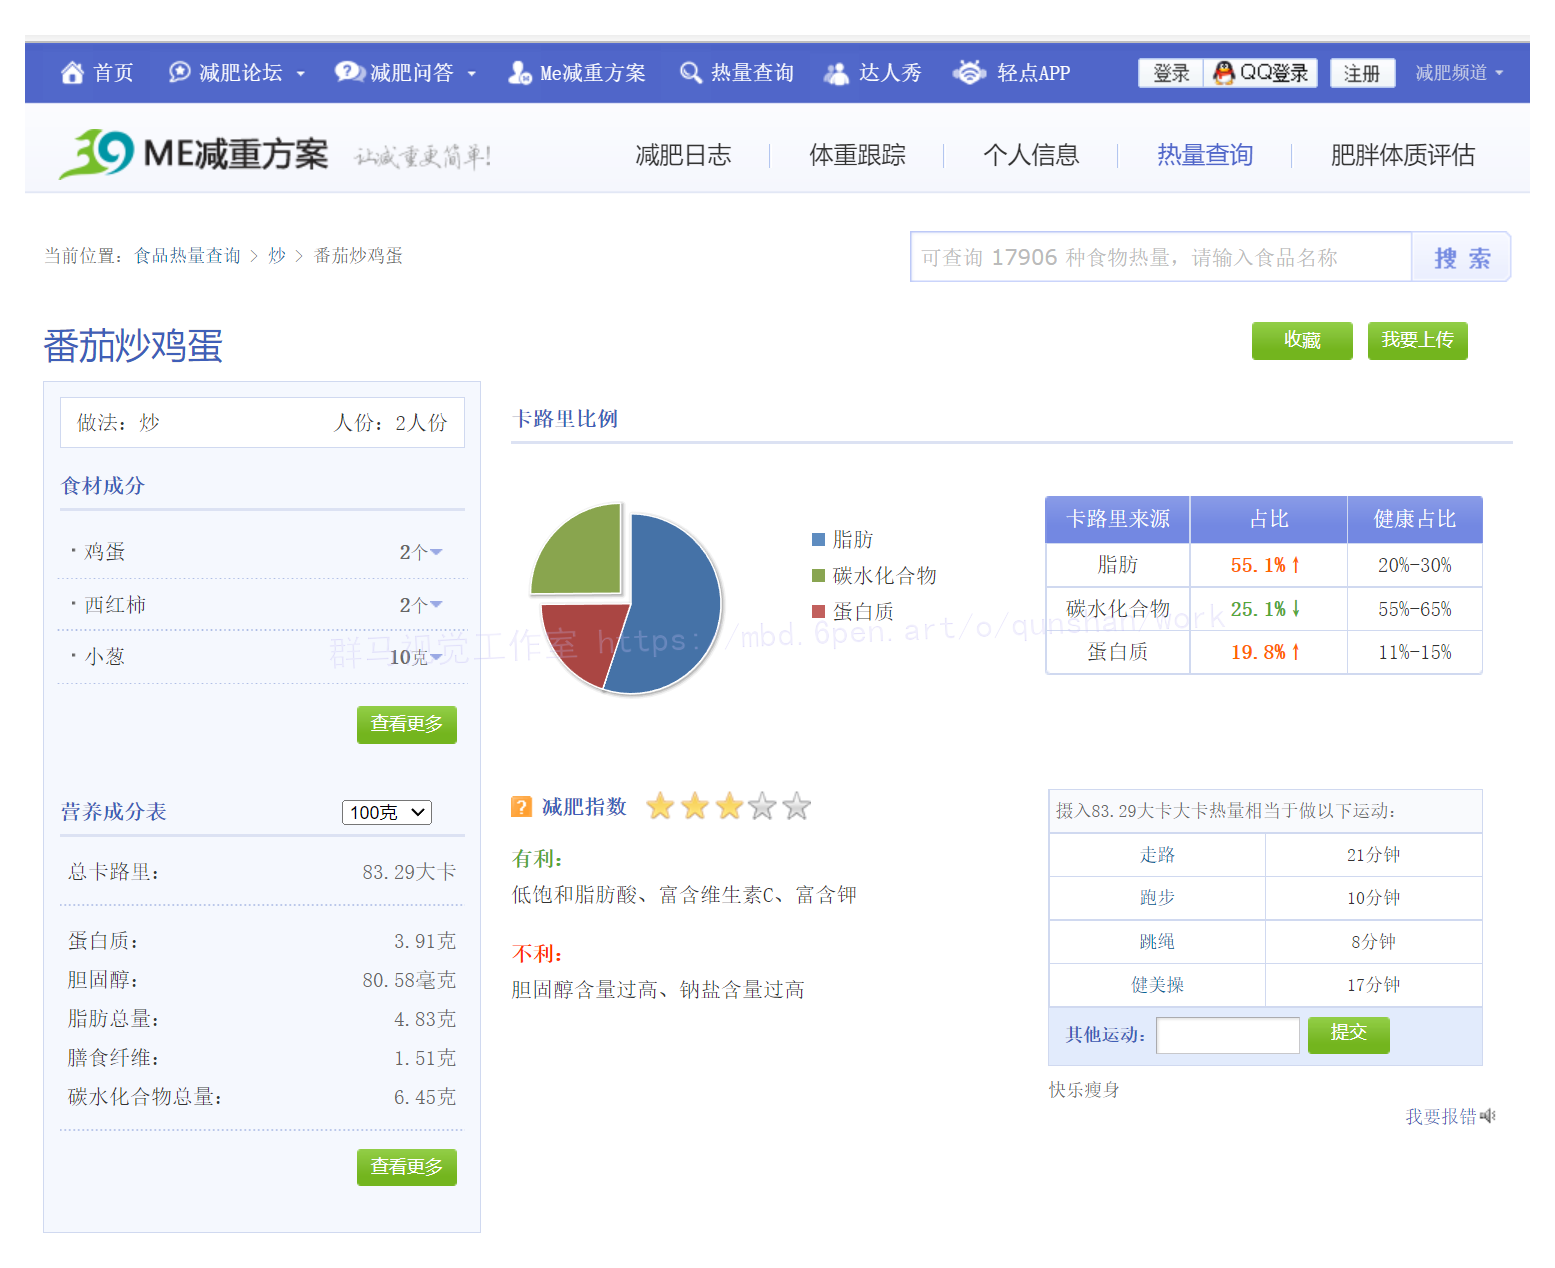 首页 减肥论坛 减肥问答 Me减重方案 热量查询 达人秀 轻点APP 登录 QQ登录 注册 减肥频道
39 ME减重方案 让减重更简单! 减肥日志 体重跟踪 个人信息 热量查询 肥胖体质评估
当前位置: 食品热量查询 > 炒 > 番茄炒鸡蛋
可查询 17906 种食物热量，请输入食品名称 搜 索
番茄炒鸡蛋
收藏 我要上传
做法：炒 人份：2人份
食材成分
· 鸡蛋 2个
· 西红柿 2个
· 小葱 10克
查看更多
营养成分表 100克
总卡路里： 83.29大卡
蛋白质： 3.91克
胆固醇： 80.58毫克
脂肪总量： 4.83克
膳食纤维： 1.51克
碳水化合物总量： 6.45克
查看更多
卡路里比例
脂肪
碳水化合物
蛋白质
卡路里来源 占比 健康占比
脂肪 55.1%↑ 20%-30%
碳水化合物 25.1%↓ 55%-65%
蛋白质 19.8%↑ 11%-15%
群马视觉工作室 https://mbd.6pen.art/o/qunshan/work
? 减肥指数
有利：
低饱和脂肪酸、富含维生素C、富含钾
不利：
胆固醇含量过高、钠盐含量过高
摄入83.29大卡大卡热量相当于做以下运动：
走路 21分钟
跑步 10分钟
跳绳 8分钟
健美操 17分钟
其他运动： 提交
快乐瘦身
我要报错